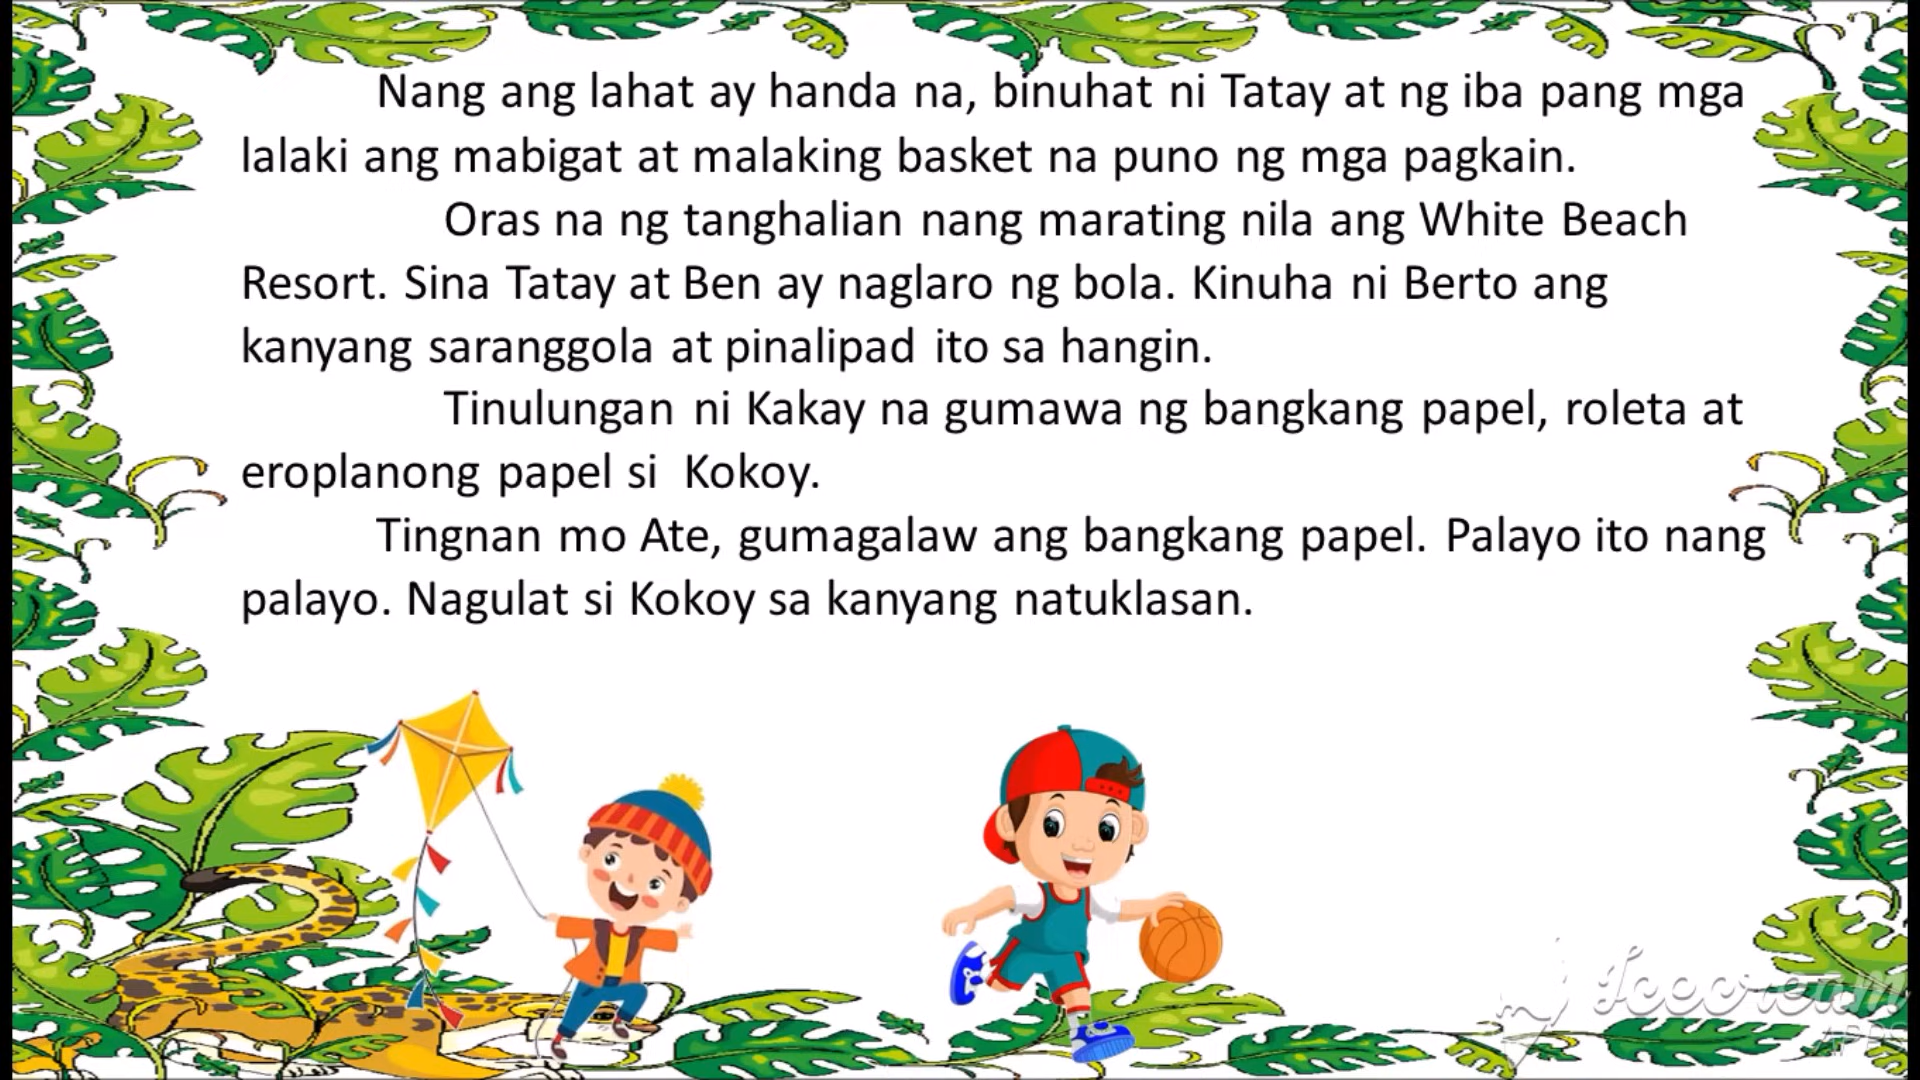 Nang ang lahat ay handa na, binuhat ni Tatay at ng iba pang mga
lalaki ang mabigat at malaking basket na puno ng mga pagkain.
Oras na ng tanghalian nang marating nila ang White Beach
Resort. Sina Tatay at Ben ay naglaro ng bola. Kinuha ni Berto ang
kanyang saranggola at pinalipad ito sa hangin.
Tinulungan ni Kakay na gumawa ng bangkang papel, roleta at
eroplanong papel si Kokoy.
Tingnan mo Ate, gumagalaw ang bangkang papel. Palayo ito nang
palayo. Nagulat si Kokoy sa kanyang natuklasan.
APPS